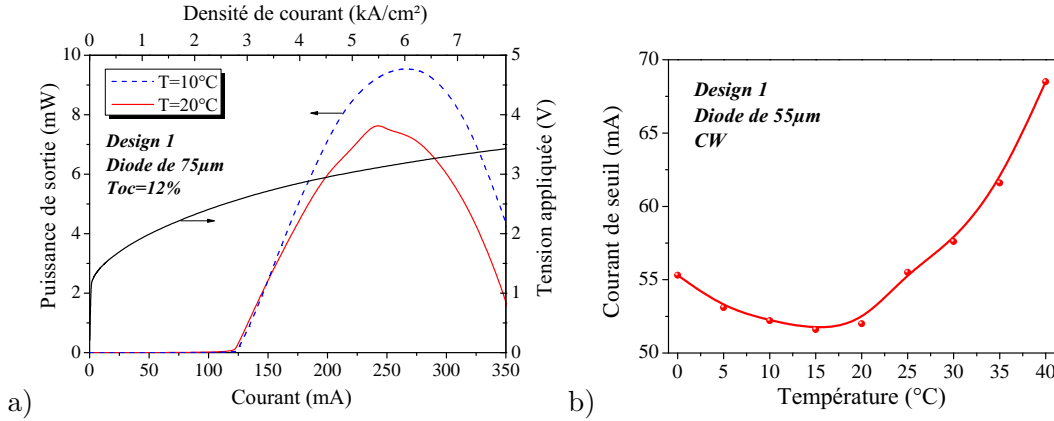 Densité de courant (kA/cm²)
0 1 2 3 4 5 6 7
10 5
T=10°C
T=20°C
8 4
Design 1
Diode de 75µm
Toc=12%
6 3
4 2
2 1
0 0
Puissance de sortie (mW)
Tension appliquée (V)
0 50 100 150 200 250 300 350
Courant (mA)
a)
70
65
60
55
50
Courant de seuil (mA)
Design 1
Diode de 55µm
CW
0 5 10 15 20 25 30 35 40
Température (°C)
b)